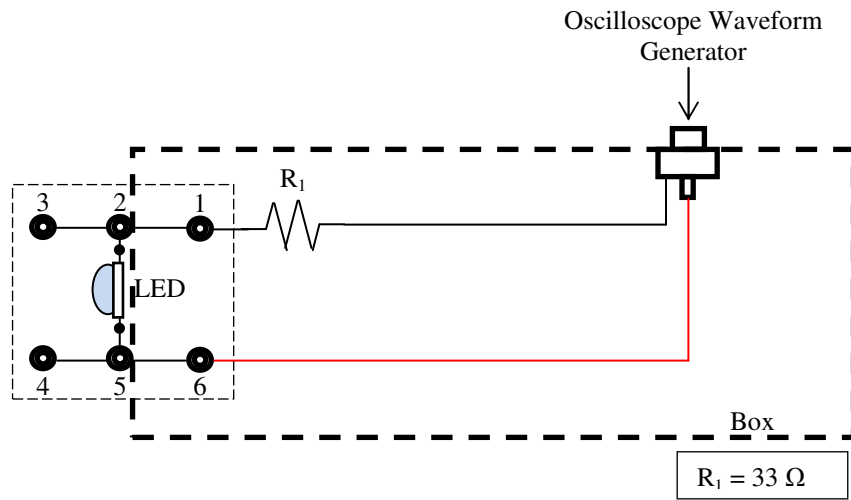 Oscilloscope Waveform
Generator
R₁
3 2 1
LED
4 5 6
Box
R₁ = 33 Ω